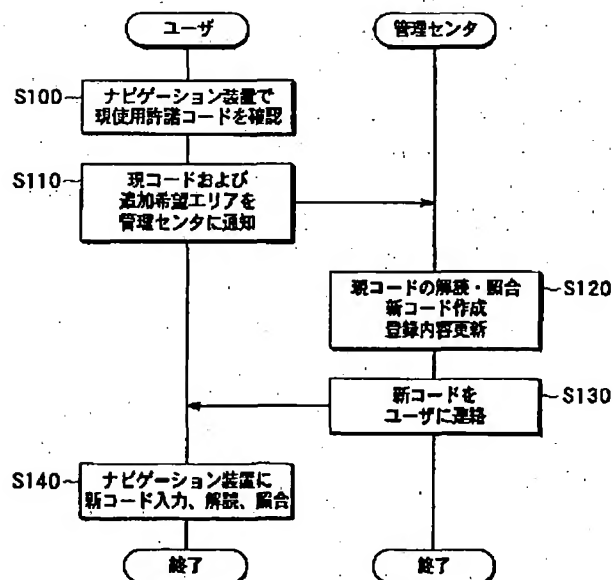 ユーザ
管理センタ
S100
ナビゲーション装置で
現使用許諾コードを確認
S110
現コードおよび
追加希望エリアを
管理センタに通知
現コードの解読・照合
新コード作成
登録内容更新
S120
新コードを
ユーザに連絡
S130
S140
ナビゲーション装置に
新コード入力、解読、照合
終了
終了